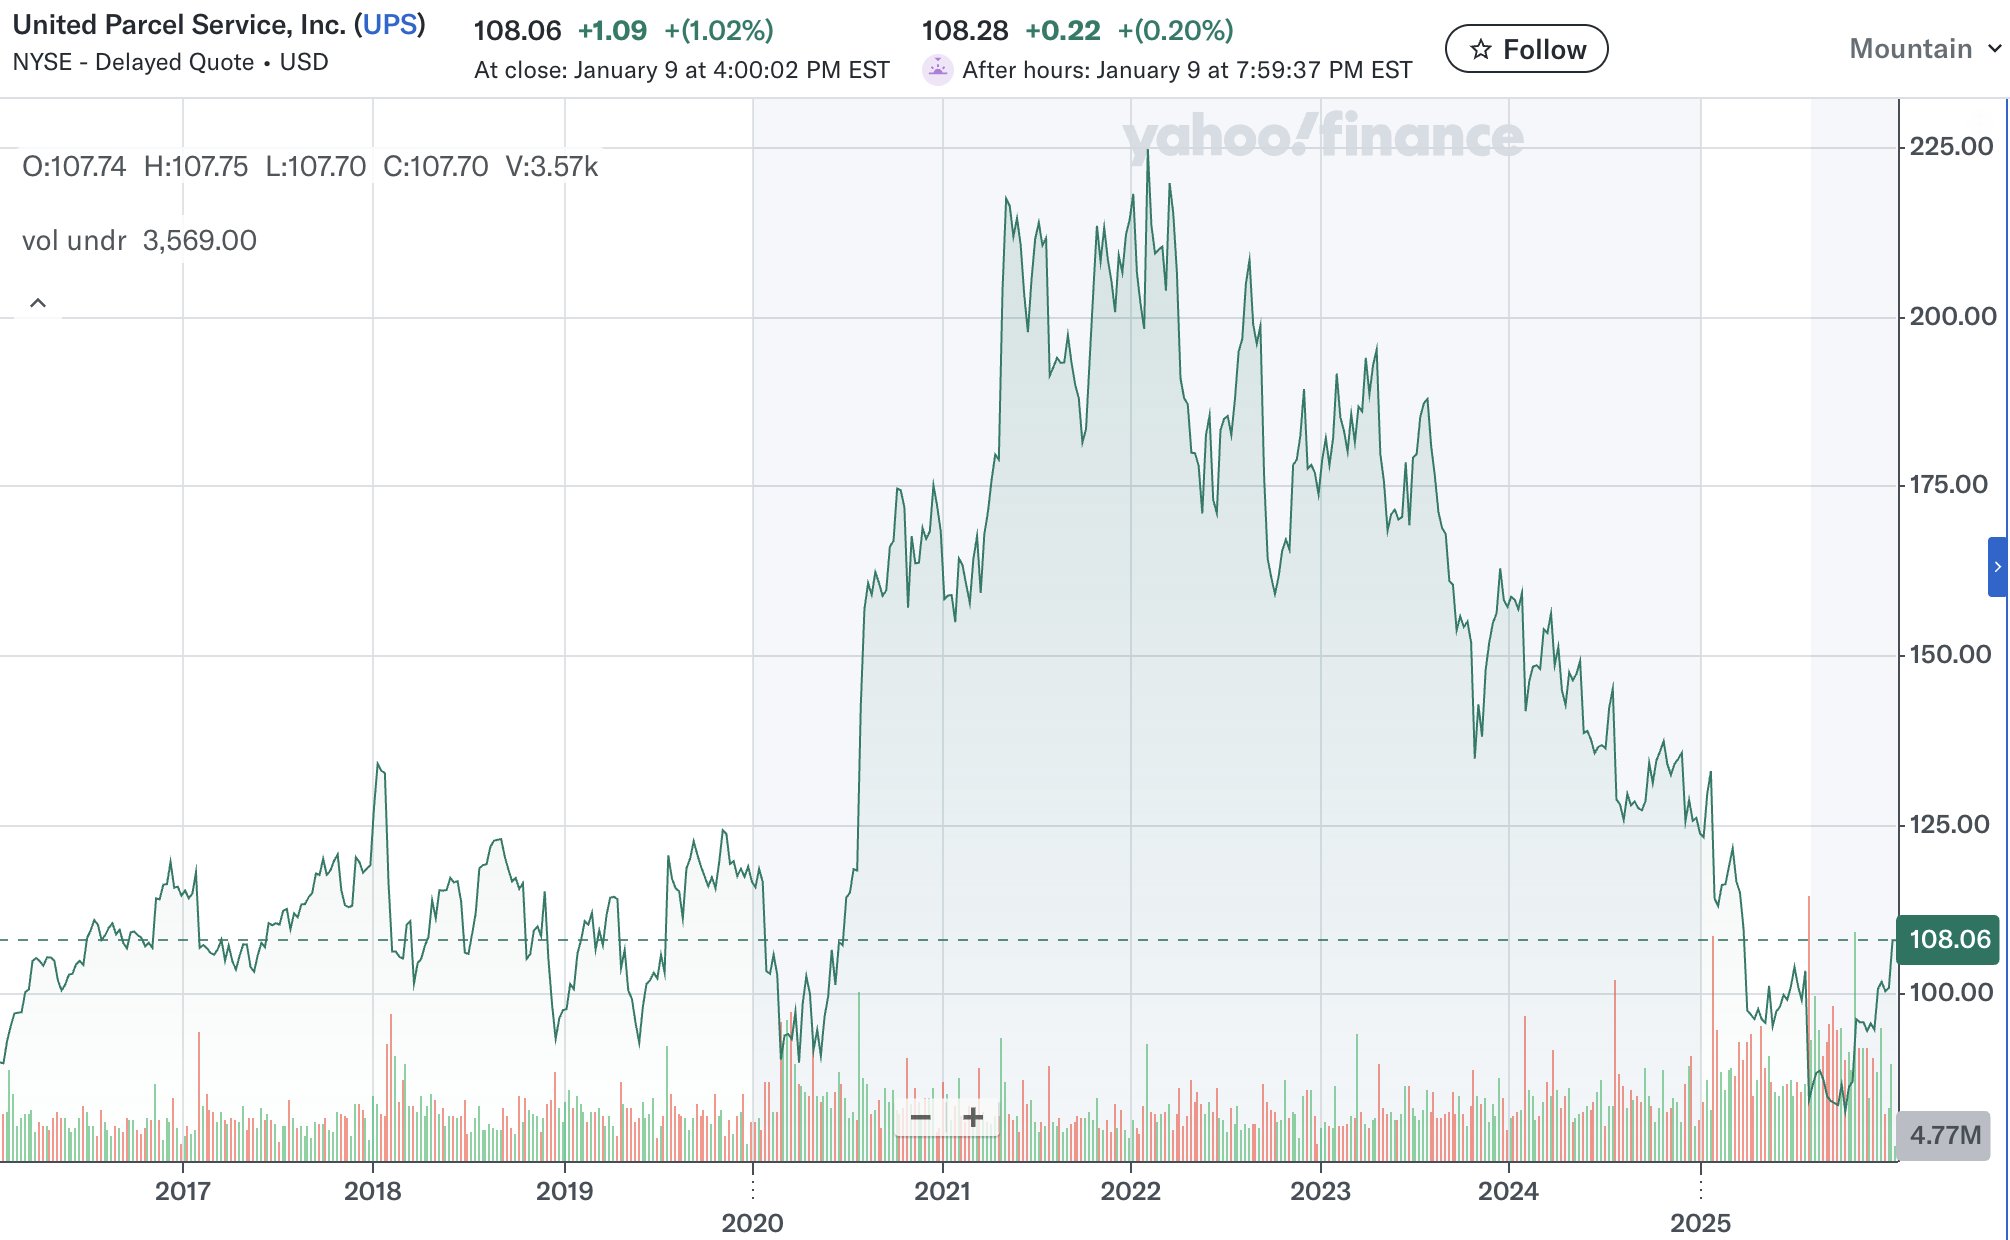 United Parcel Service, Inc. (UPS)
NYSE - Delayed Quote • USD
108.06 +1.09 +(1.02%)
At close: January 9 at 4:00:02 PM EST
108.28 +0.22 +(0.20%)
After hours: January 9 at 7:59:37 PM EST
Follow
Mountain
yahoo!finance
O:107.74 H:107.75 L:107.70 C:107.70 V:3.57k
vol undr 3,569.00
225.00
200.00
175.00
150.00
125.00
108.06
100.00
4.77M
− +
2017 2018 2019 2020 2021 2022 2023 2024 2025